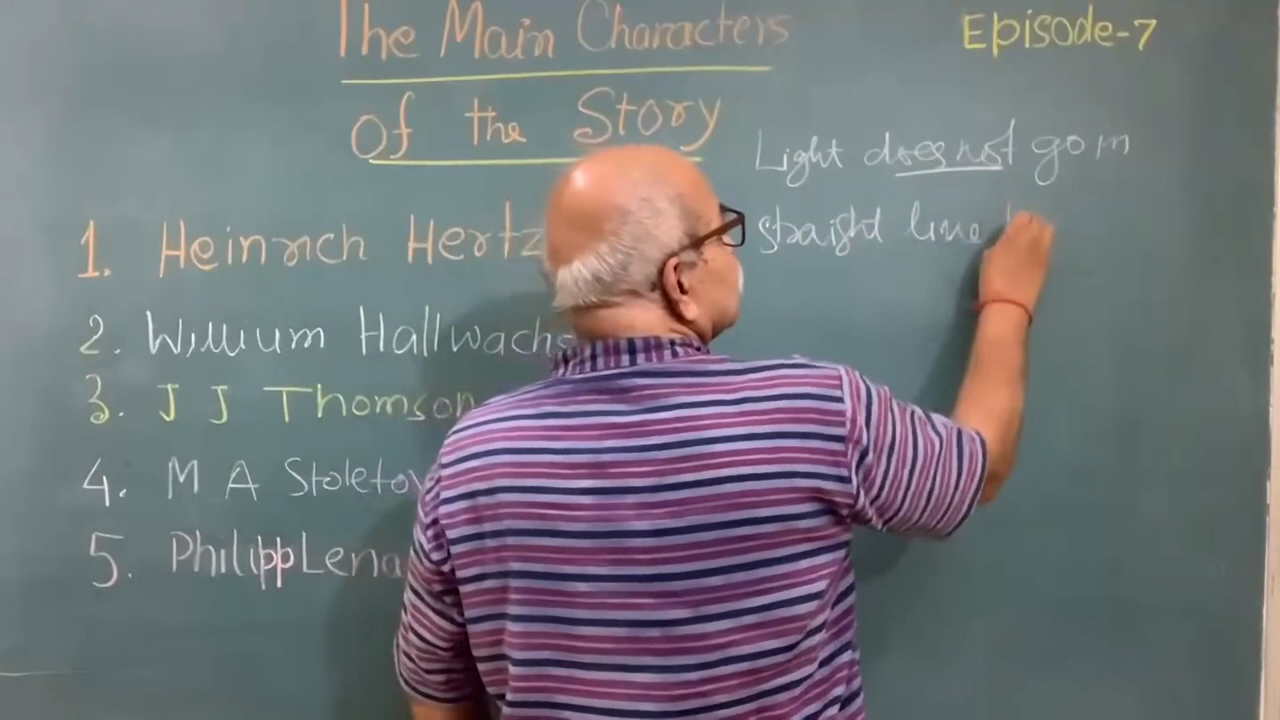 The Main Characters
of the Story
Episode-7
Light does not go in
straight line
1. Heinrich Hertz
2. Willium Hallwachs
3. J J Thomson
4. M A Stoletov
5. Philipp Lena